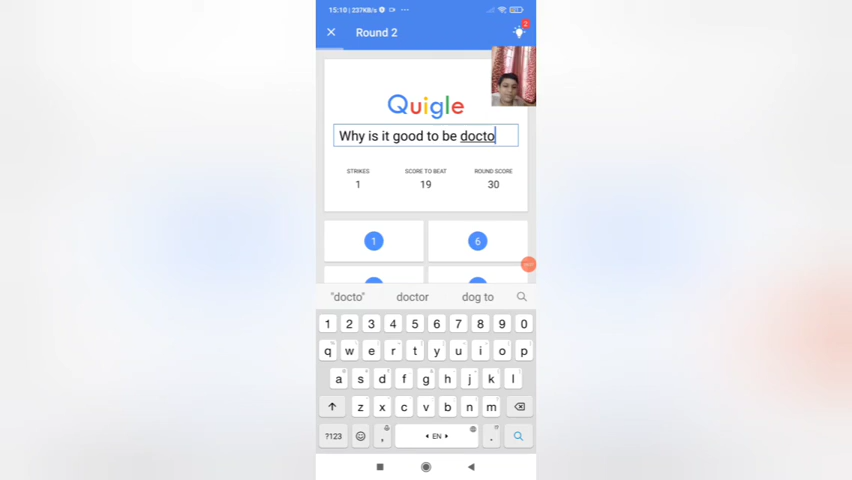 15:10 | 237KB/s
Round 2
2
Quigle
Why is it good to be docto
STRIKES SCORE TO BEAT ROUND SCORE
1 19 30
1 6
"docto" doctor dog to
1 2 3 4 5 6 7 8 9 0
q w e r t y u i o p
a s d f g h j k l
z x c v b n m
?123 , EN .